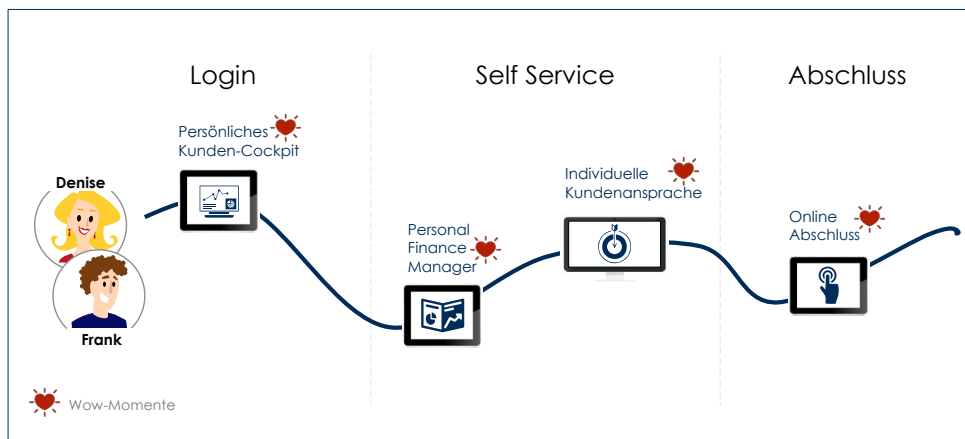 Login
Self Service
Abschluss
Persönliches
Kunden-Cockpit
Denise
Frank
Personal
Finance
Manager
Individuelle
Kundenansprache
Online
Abschluss
Wow-Momente